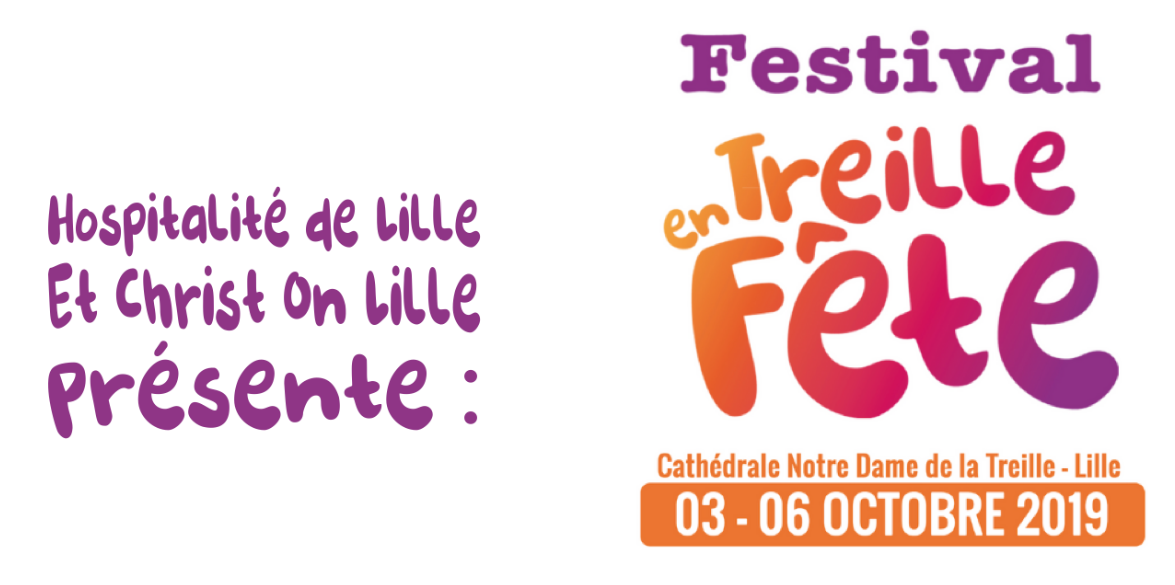 Hospitalité de Lille
Et Christ On Lille
présente :
Festival
en Treille
Fête
Cathédrale Notre Dame de la Treille - Lille
03 - 06 OCTOBRE 2019